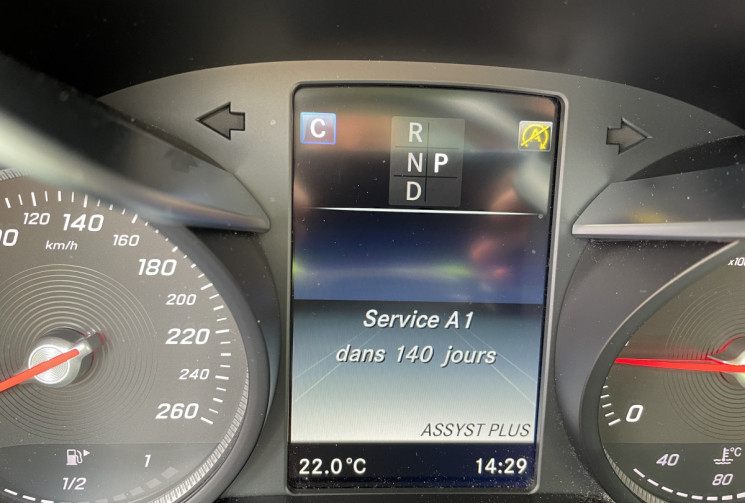 C
R
N P
D
120 140
km/h 160
180
200
220
240
260
1
1/2
Service A1
dans 140 jours
ASSYST PLUS
22.0°C 14:29
0
°C
40
80